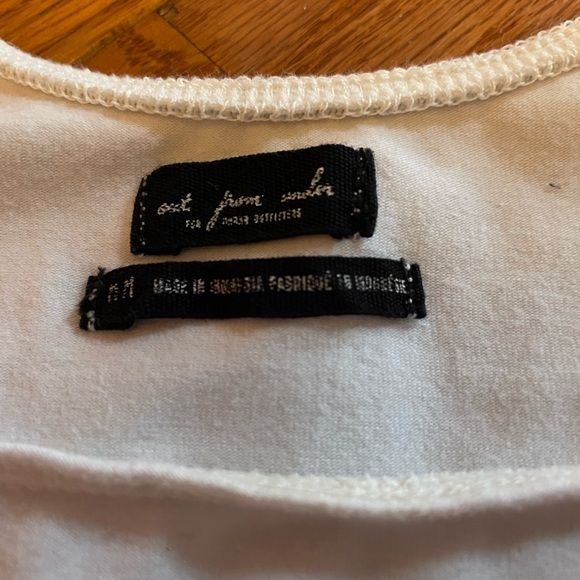 out from under
FOR URBAN OUTFITTERS
MADE IN INDONESIA FABRIQUÉ EN INDONÉSIE